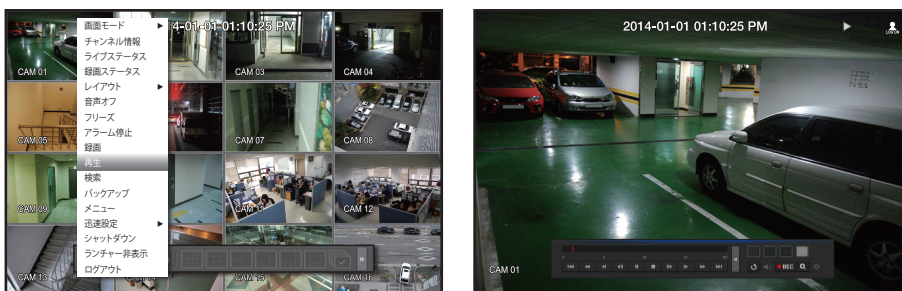 画面モード
チャンネル情報
ライブステータス
録画ステータス
レイアウト
音声オフ
フリーズ
アラーム停止
録画
再生
検索
バックアップ
メニュー
迅速設定
シャットダウン
ランチャー非表示
ログアウト
4-01-01 01:10:25 PM
CAM 01
CAM 03
CAM 04
CAM 05
CAM 07
CAM 08
CAM 09
CAM 12
CAM 13
CAM 15
CAM 16
2014-01-01 01:10:25 PM
LOG ON
CAM 01
REC